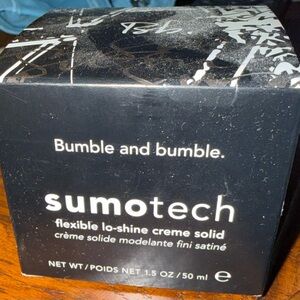 Bumble and bumble.
sumotech
flexible lo-shine creme solid
crème solide modelante fini satiné
NET WT/POIDS NET 1.5 OZ/50 ml e